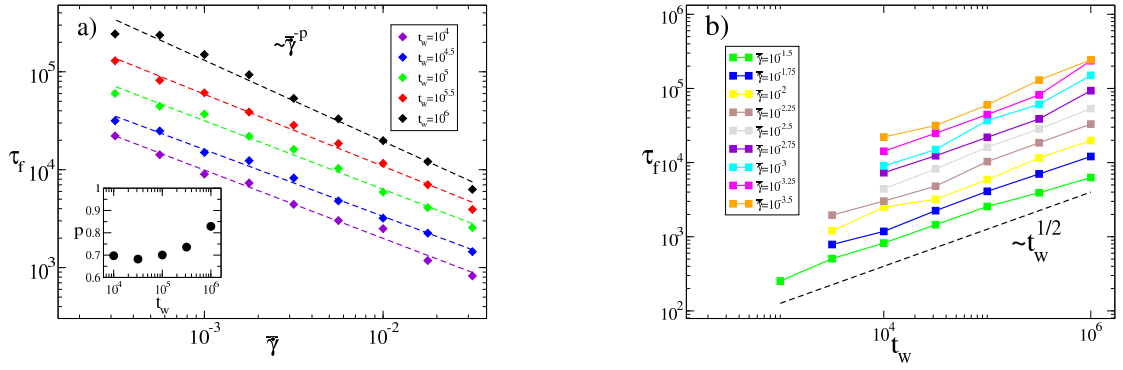 a)
~γ̇̅^-p
t_w=10^4
t_w=10^4.5
t_w=10^5
t_w=10^5.5
t_w=10^6
10^5
τ_f
10^4
10^3
1
0.9
0.8
p
0.7
0.6
10^4 10^5 10^6
t_w
10^-3 10^-2
γ̅
b)
γ̅=10^-1.5
γ̅=10^-1.75
γ̅=10^-2
γ̅=10^-2.25
γ̅=10^-2.5
γ̅=10^-2.75
γ̅=10^-3
γ̅=10^-3.25
γ̅=10^-3.5
10^6
10^5
τ_f
10^4
10^3
10^2
~t_w^1/2
10^4 10^6
t_w